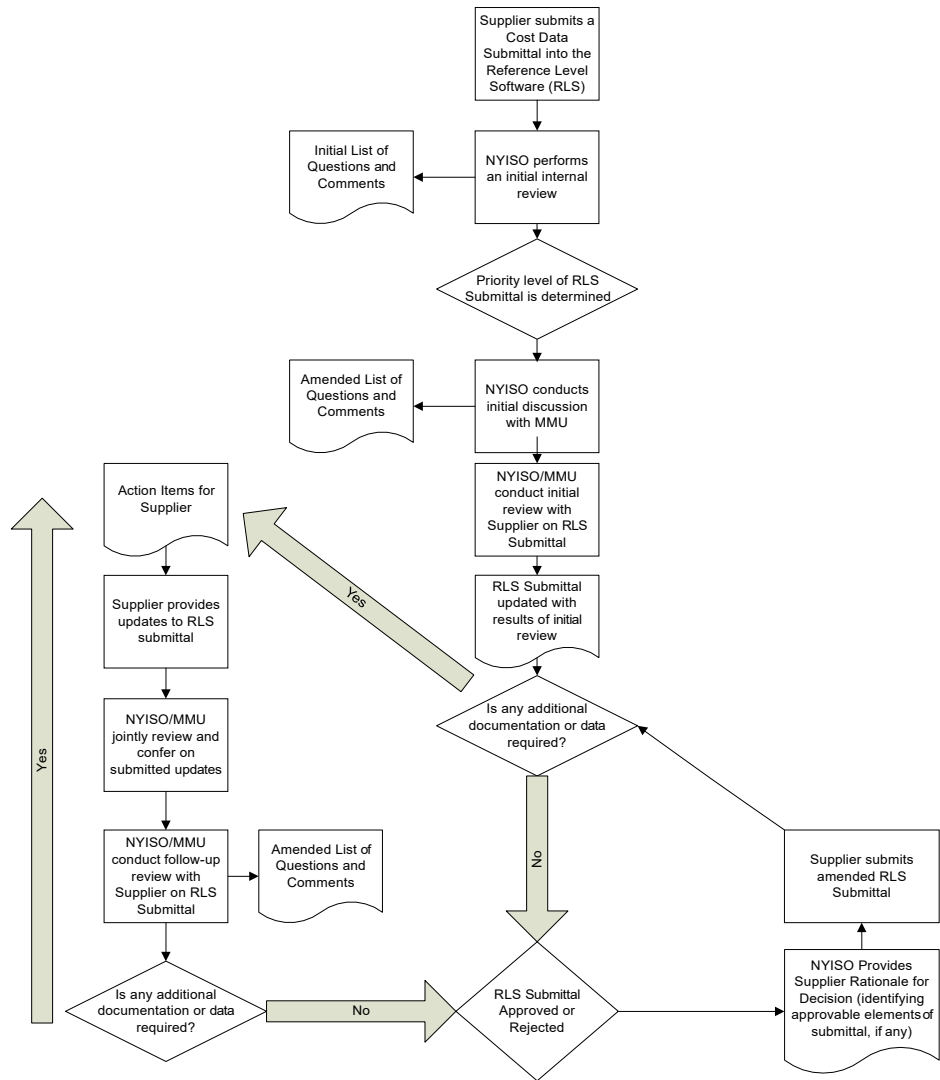 Supplier submits a
Cost Data
Submittal into the
Reference Level
Software (RLS)
Initial List of
Questions and
Comments
NYISO performs
an initial internal
review
Priority level of RLS
Submittal is determined
Amended List of
Questions and
Comments
NYISO conducts
initial discussion
with MMU
NYISO/MMU
conduct initial
review with
Supplier on RLS
Submittal
RLS Submittal
updated with
results of initial
review
Is any additional
documentation or data
required?
Yes
No
Action Items for
Supplier
Supplier provides
updates to RLS
submittal
NYISO/MMU
jointly review and
confer on
submitted updates
NYISO/MMU
conduct follow-up
review with
Supplier on RLS
Submittal
Amended List of
Questions and
Comments
Is any additional
documentation or data
required?
Yes
No
RLS Submittal
Approved or
Rejected
NYISO Provides
Supplier Rationale for
Decision (identifying
approvable elements of
submittal, if any)
Supplier submits
amended RLS
Submittal